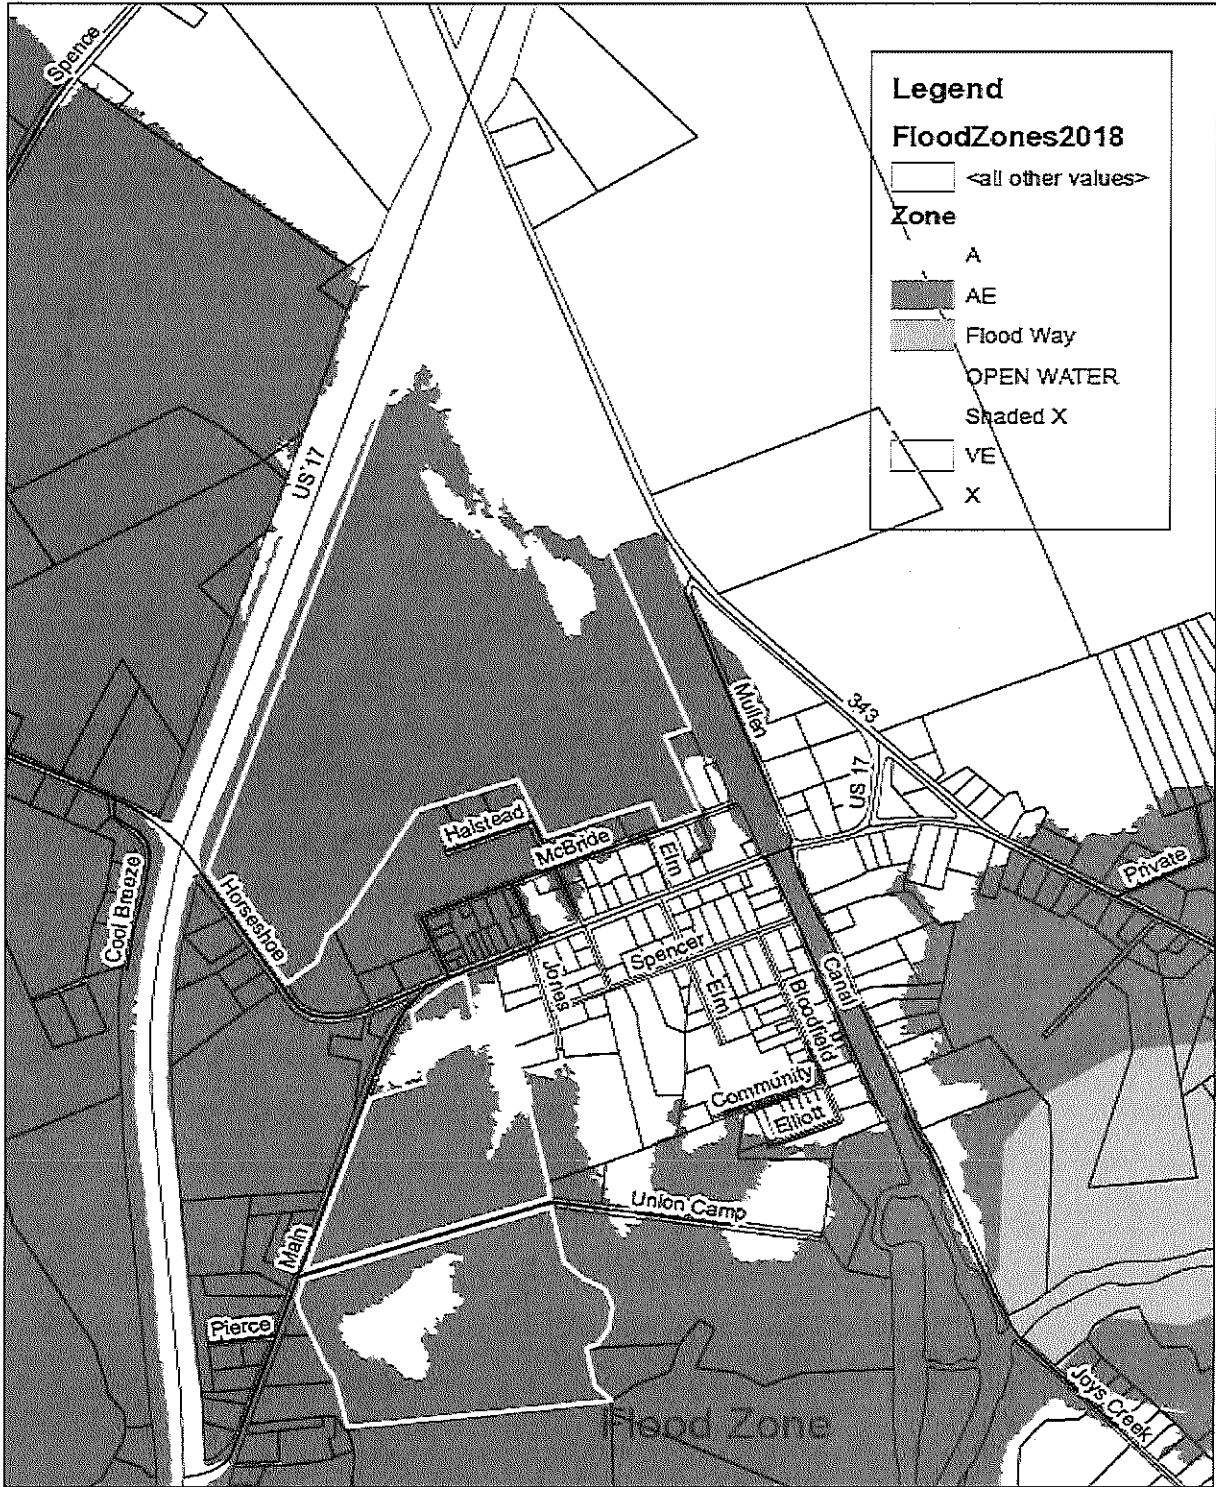 Spence
Legend
FloodZones2018
<all other values>
Zone
A
AE
Flood Way
OPEN WATER
Shaded X
VE
X
US 17
Mullen
343
US 17
Halstead
McBride
Elm
Private
Cool Breeze
Horseshoe
Spencer
Jones
Elm
Bloodfield
Canal
Community
Elliott
Union Camp
Main
Pierce
Joys Creek
Flood Zone